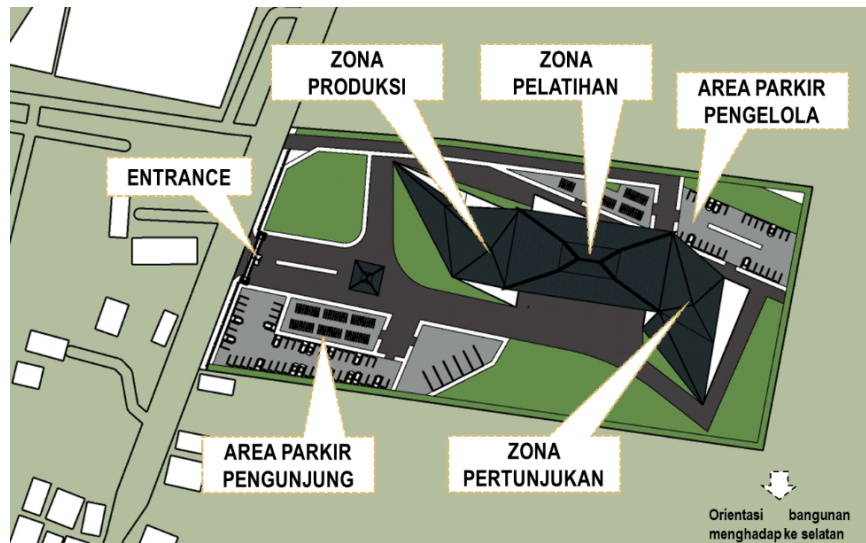 ZONA
PRODUKSI
ZONA
PELATIHAN
AREA PARKIR
PENGELOLA
ENTRANCE
AREA PARKIR
PENGUNJUNG
ZONA
PERTUNJUKAN
Orientasi bangunan
menghadap ke selatan